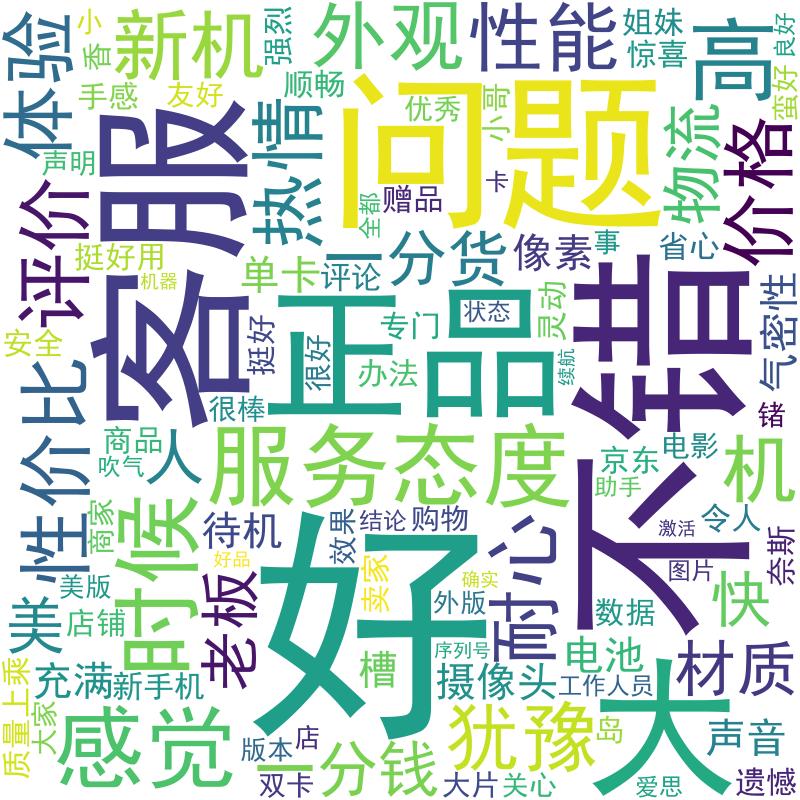 小
香
新机
强烈
外观
性能
姐妹
惊喜
高
良好
蛮好
体验
手感
友好
顺畅
优秀
小哥
热情
问题
物流
价格
声明
客服
卡
全都
赠品
评价
挺好用
机器
单卡
评论
一分货
像素
事
省心
气密性
安全
挺好
正品
很好
状态
专门
灵动
办法
续航
不错
锗
性价比
很棒
商品
吹气
人
服务态度
京东
电影
助手
机
商家
时候
待机
好品
效果
结论
购物
好
耐心
激活
令人
图片
奈斯
美
美版
店铺
老板
卖家
确实
外版
序列号
数据
快
质量上乘
充满
新手机
槽
摄像头
电池
工作人员
材质
大家
感觉
版本
店
双卡
一分钱
大片
犹豫
关心
岛
大
爱思
声音
遗憾